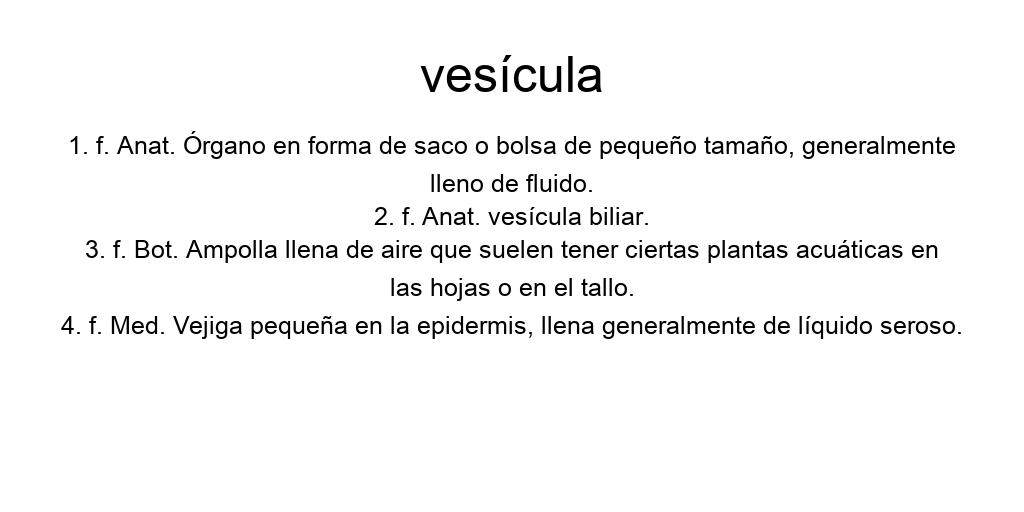 vesícula
1. f. Anat. Órgano en forma de saco o bolsa de pequeño tamaño, generalmente
lleno de fluido.
2. f. Anat. vesícula biliar.
3. f. Bot. Ampolla llena de aire que suelen tener ciertas plantas acuáticas en
las hojas o en el tallo.
4. f. Med. Vejiga pequeña en la epidermis, llena generalmente de líquido seroso.